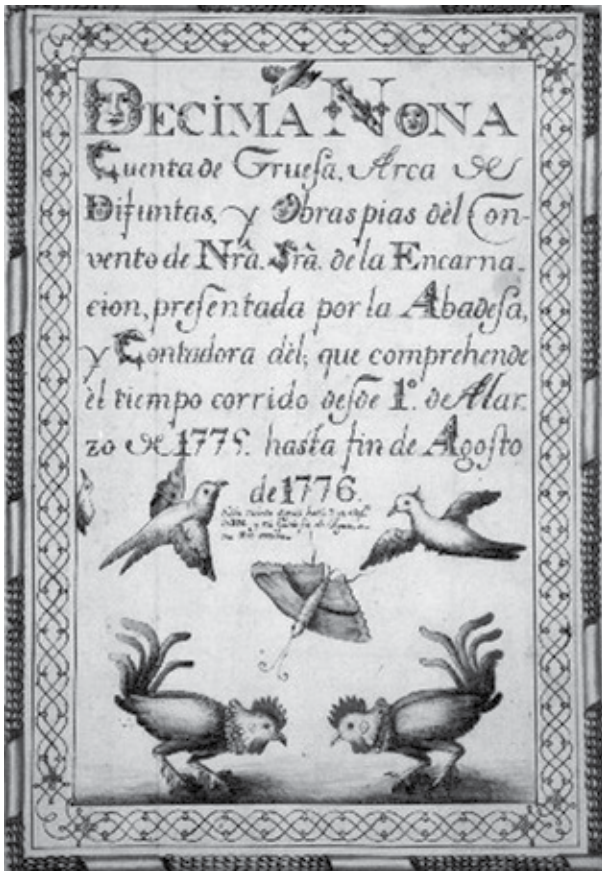 DECIMA NONA
Cuenta de Gruesa, Arca de
Difuntas, y Obras pias dèl Con-
vento de Nrâ. Srâ. de la Encarna-
cion, presentada por la Abadesa,
y Contadora dèl; que comprehende
el tiempo corrido desde 1º. de Mar-
zo de 1775. hasta fin de Agosto
de 1776.